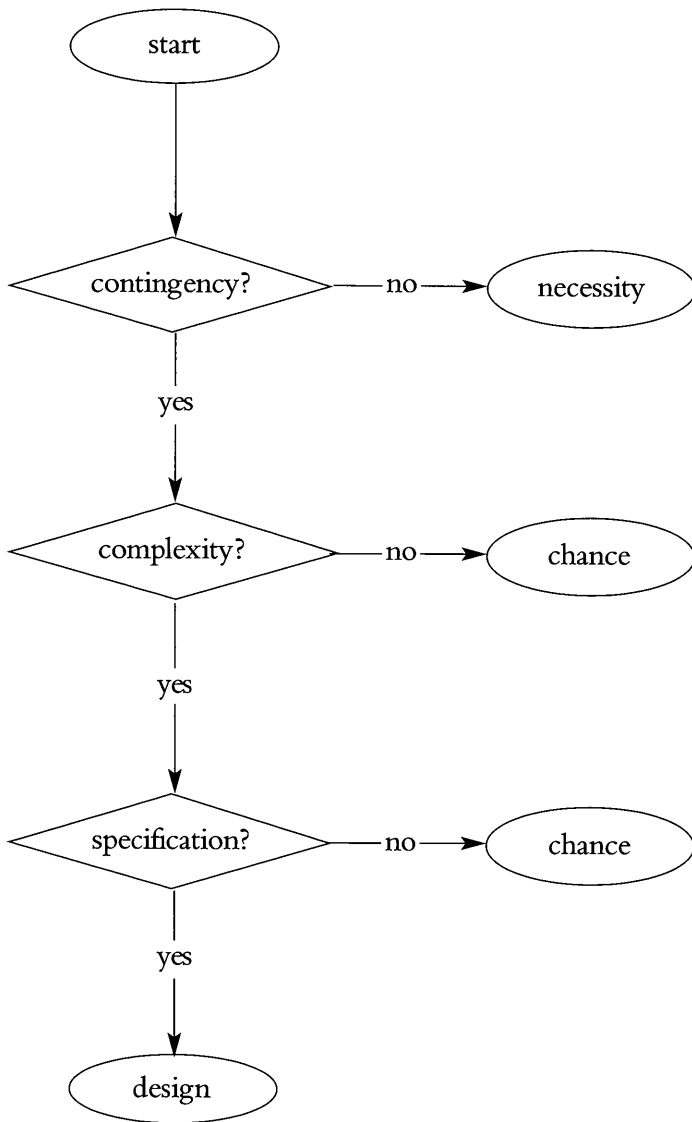 start
contingency?
no
necessity
yes
complexity?
no
chance
yes
specification?
no
chance
yes
design